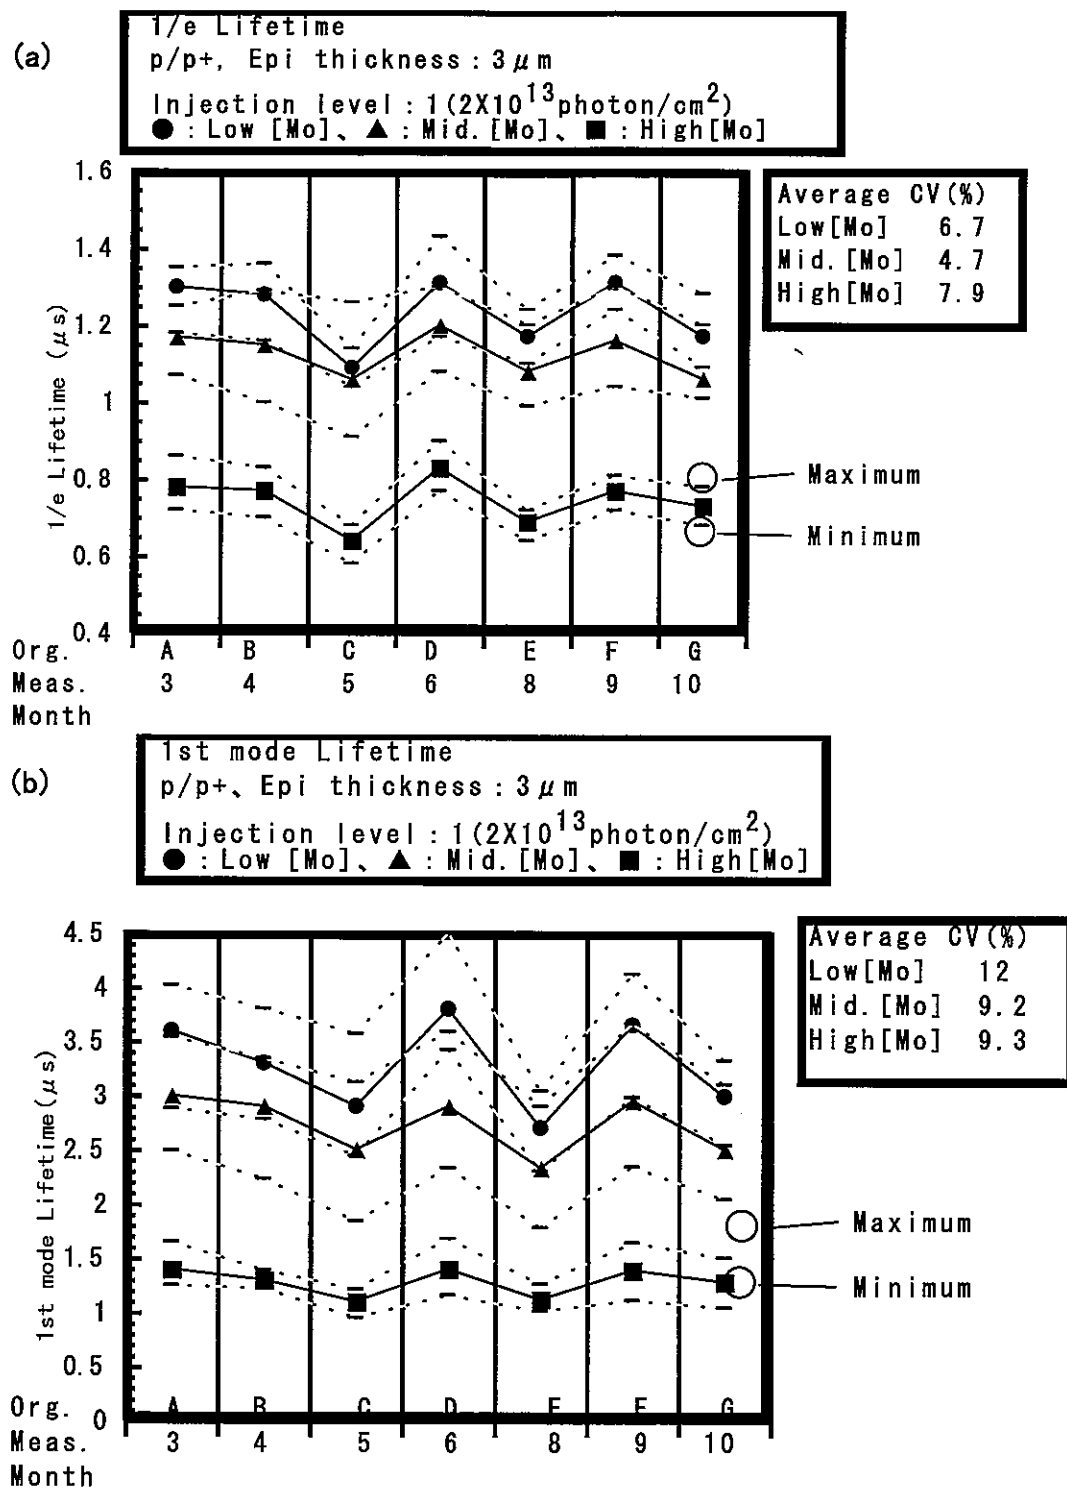 (a)
1/e Lifetime
p/p+, Epi thickness : 3 μm
Injection level : 1(2X10^13 photon/cm^2)
● : Low [Mo]、▲ : Mid. [Mo]、■ : High[Mo]
1/e Lifetime (μs)
1.6
1.4
1.2
1
0.8
0.6
0.4
Average CV(%)
Low[Mo] 6.7
Mid. [Mo] 4.7
High[Mo] 7.9
Maximum
Minimum
Org. A B C D E F G
Meas. 3 4 5 6 8 9 10
Month
(b)
1st mode Lifetime
p/p+、Epi thickness : 3 μm
Injection level : 1(2X10^13 photon/cm^2)
● : Low [Mo]、▲ : Mid. [Mo]、■ : High[Mo]
1st mode Lifetime(μs)
4.5
4
3.5
3
2.5
2
1.5
1
0.5
0
Average CV(%)
Low[Mo] 12
Mid. [Mo] 9.2
High[Mo] 9.3
Maximum
Minimum
Org. A B C D E F G
Meas. 3 4 5 6 8 9 10
Month